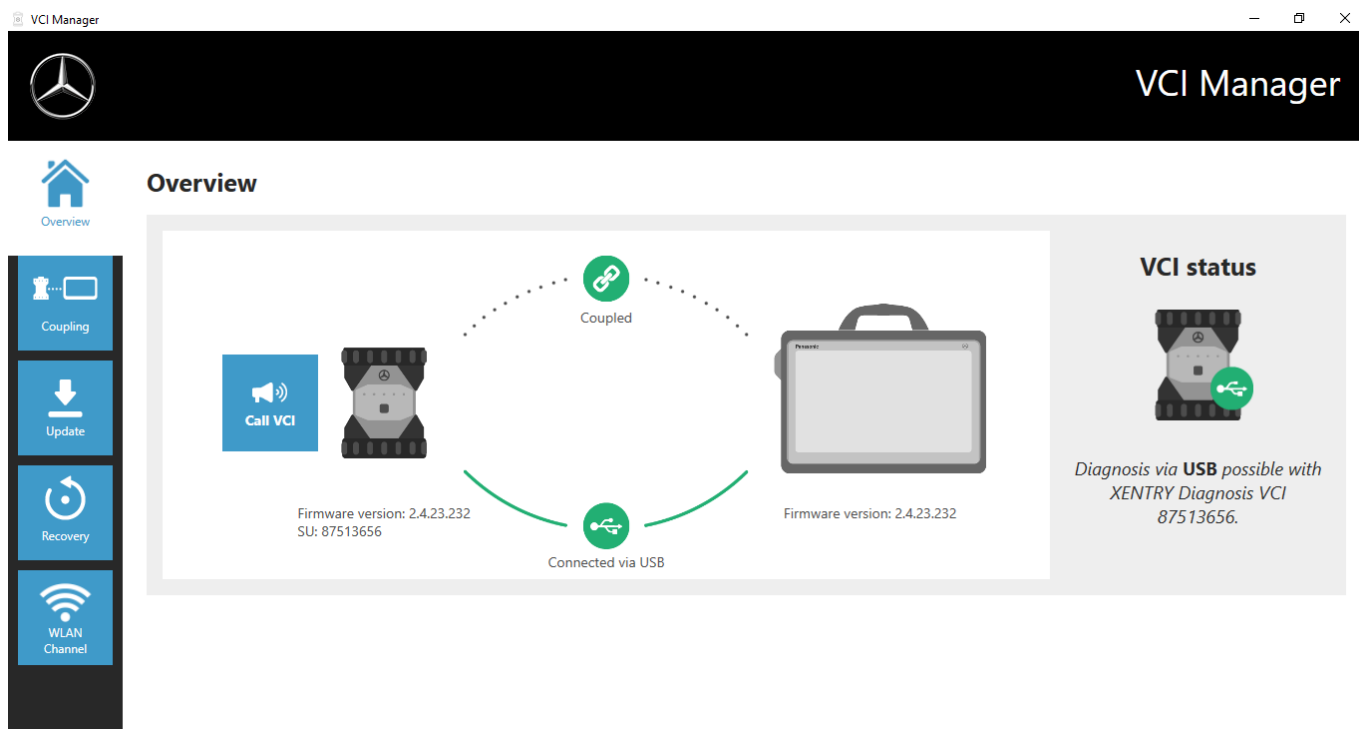 VCI Manager
VCI Manager
Overview
Coupling
Update
Recovery
WLAN
Channel
Overview
Coupled
Call VCI
Panasonic
Firmware version: 2.4.23.232
SU: 87513656
Connected via USB
Firmware version: 2.4.23.232
VCI status
Diagnosis via USB possible with
XENTRY Diagnosis VCI
87513656.